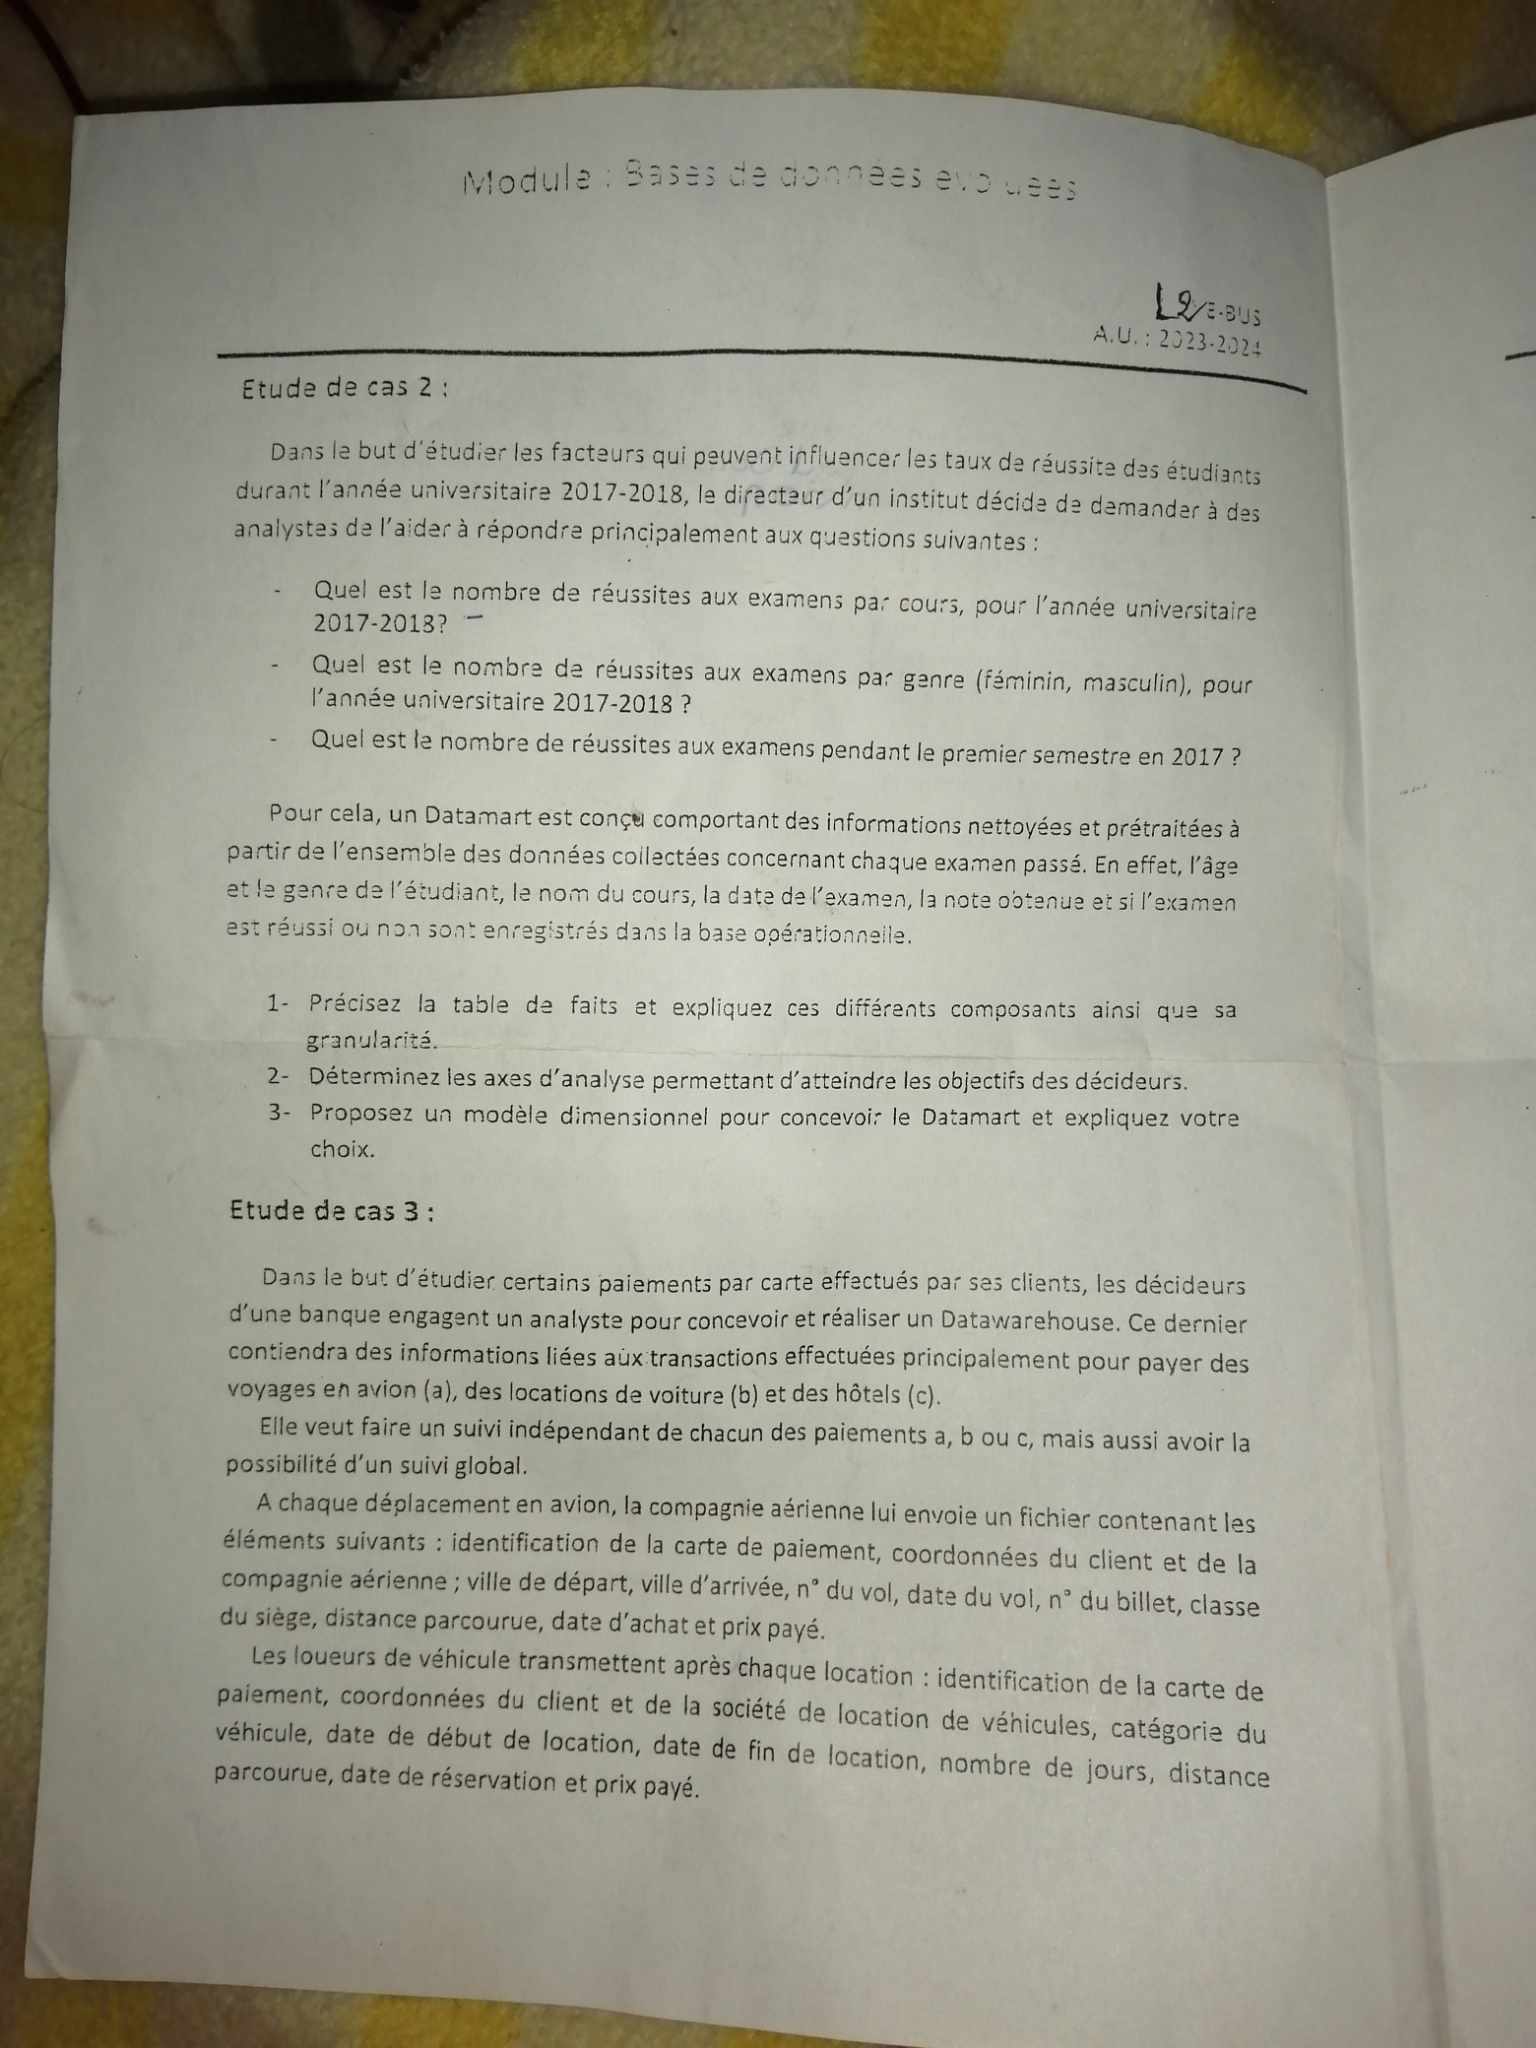 Module : Bases de données evoluées
L2/E-BUS
A.U. : 2023-2024
Etude de cas 2 :
Dans le but d'étudier les facteurs qui peuvent influencer les taux de réussite des étudiants
durant l'année universitaire 2017-2018, le directeur d'un institut décide de demander à des
analystes de l'aider à répondre principalement aux questions suivantes :
- Quel est le nombre de réussites aux examens par cours, pour l'année universitaire
2017-2018?
- Quel est le nombre de réussites aux examens par genre (féminin, masculin), pour
l'année universitaire 2017-2018 ?
- Quel est le nombre de réussites aux examens pendant le premier semestre en 2017 ?
Pour cela, un Datamart est conçu comportant des informations nettoyées et prétraitées à
partir de l'ensemble des données collectées concernant chaque examen passé. En effet, l'âge
et le genre de l'étudiant, le nom du cours, la date de l'examen, la note obtenue et si l'examen
est réussi ou non sont enregistrés dans la base opérationnelle.
1- Précisez la table de faits et expliquez ces différents composants ainsi que sa
granularité.
2- Déterminez les axes d'analyse permettant d'atteindre les objectifs des décideurs.
3- Proposez un modèle dimensionnel pour concevoir le Datamart et expliquez votre
choix.
Etude de cas 3 :
Dans le but d'étudier certains paiements par carte effectués par ses clients, les décideurs
d'une banque engagent un analyste pour concevoir et réaliser un Datawarehouse. Ce dernier
contiendra des informations liées aux transactions effectuées principalement pour payer des
voyages en avion (a), des locations de voiture (b) et des hôtels (c).
Elle veut faire un suivi indépendant de chacun des paiements a, b ou c, mais aussi avoir la
possibilité d'un suivi global.
A chaque déplacement en avion, la compagnie aérienne lui envoie un fichier contenant les
éléments suivants : identification de la carte de paiement, coordonnées du client et de la
compagnie aérienne ; ville de départ, ville d'arrivée, n° du vol, date du vol, n° du billet, classe
du siège, distance parcourue, date d'achat et prix payé.
Les loueurs de véhicule transmettent après chaque location : identification de la carte de
paiement, coordonnées du client et de la société de location de véhicules, catégorie du
véhicule, date de début de location, date de fin de location, nombre de jours, distance
parcourue, date de réservation et prix payé.